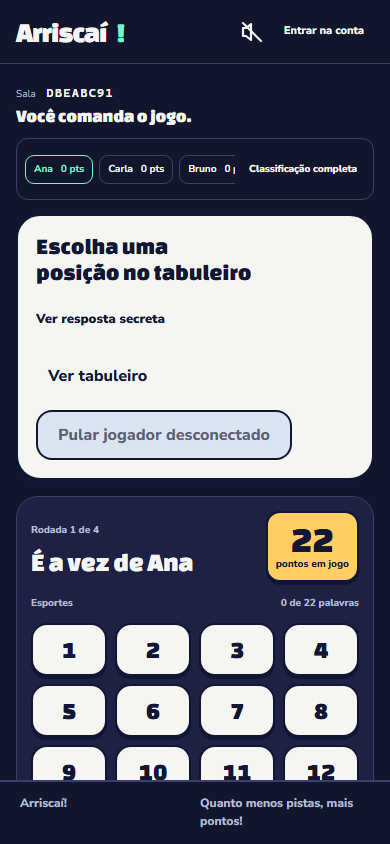 Arriscaí !
Entrar na conta
Sala DBEABC91
Você comanda o jogo.
Ana 0 pts Carla 0 pts Bruno 0 Classificação completa
Escolha uma
posição no tabuleiro
Ver resposta secreta
Ver tabuleiro
Pular jogador desconectado
Rodada 1 de 4
É a vez de Ana
22
pontos em jogo
Esportes 0 de 22 palavras
1 2 3 4
5 6 7 8
9 10 11 12
Arriscaí!
Quanto menos pistas, mais
pontos!